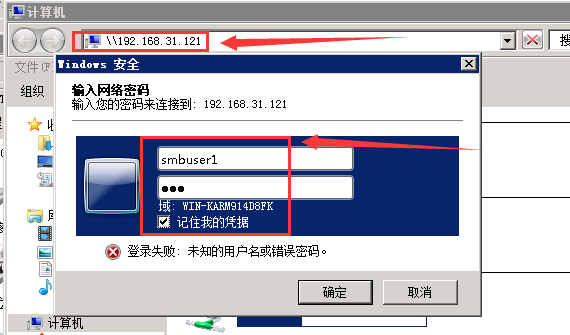 计算机
\\192.168.31.121
文件(F)
Windows 安全
组织
输入网络密码
输入您的密码来连接到: 192.168.31.121
smbuser1
域: WIN-KARM914D8FK
记住我的凭据
登录失败: 未知的用户名或错误密码。
确定
取消
计算机